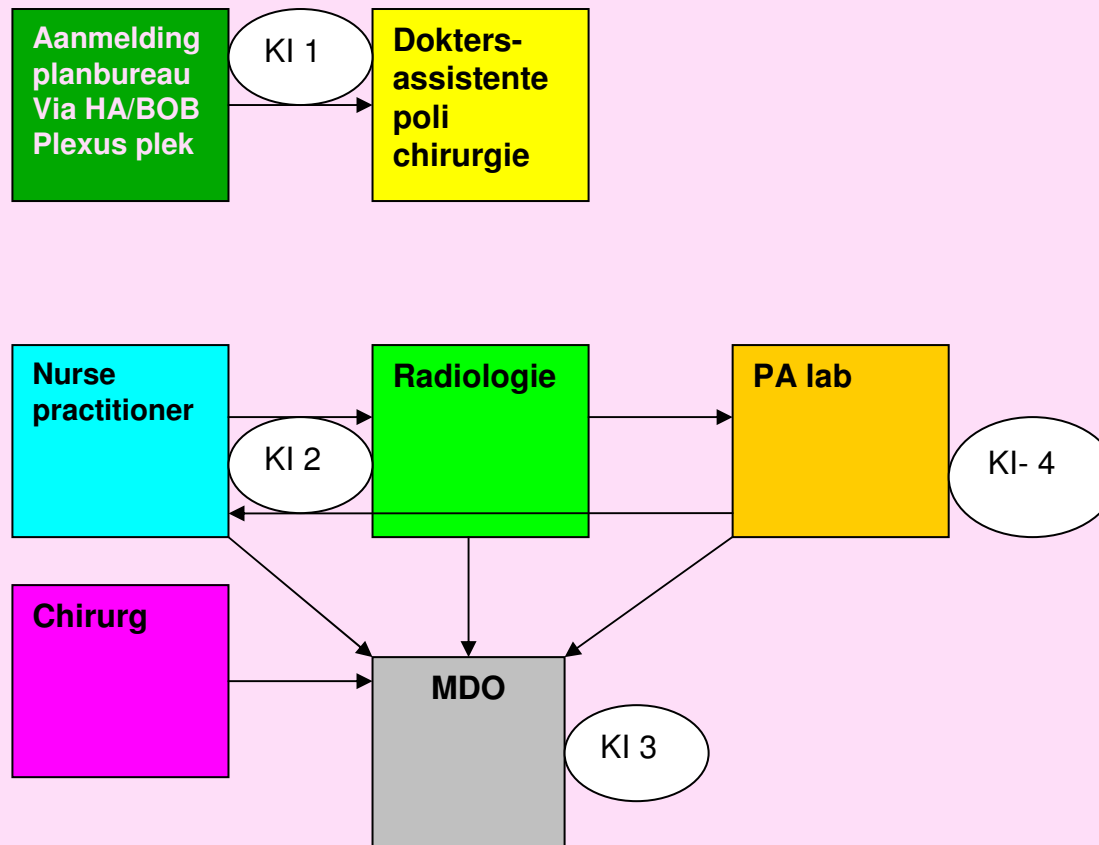 Aanmelding
planbureau
Via HA/BOB
Plexus plek
KI 1
Dokters-
assistente
poli
chirurgie
Nurse
practitioner
KI 2
Radiologie
PA lab
KI- 4
Chirurg
MDO
KI 3